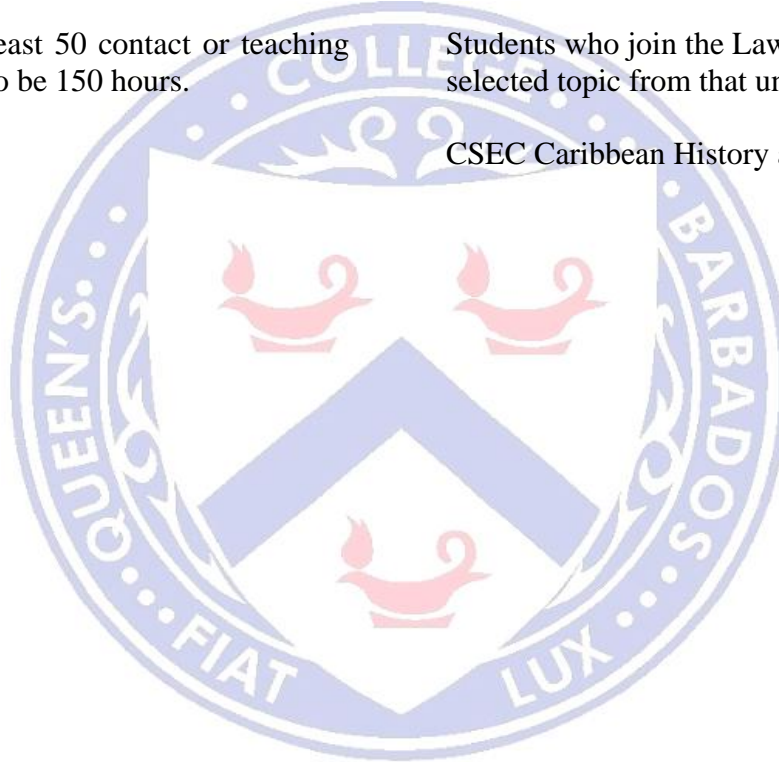 east 50 contact or teaching
o be 150 hours.
Students who join the Law
selected topic from that u
CSEC Caribbean History
QUEEN'S COLLEGE BARBADOS
FIAT LUX